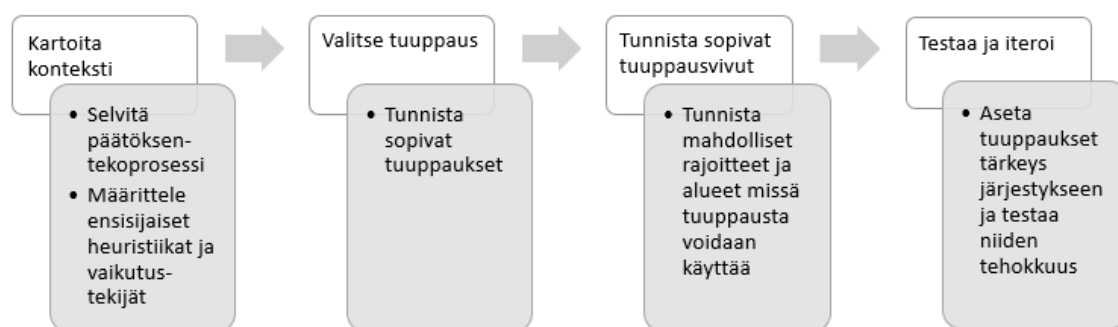 Kartoita
konteksti
• Selvitä
päätöksen-
tekoprosessi
• Määrittele
ensisijaiset
heuristiikat ja
vaikutus-
tekijät
Valitse tuuppaus
• Tunnista
sopivat
tuuppaukset
Tunnista sopivat
tuuppausvivut
• Tunnista
mahdolliset
rajoitteet ja
alueet missä
tuuppausta
voidaan
käyttää
Testaa ja iteroi
• Aseta
tuuppaukset
tärkeys
järjestykseen
ja testaa
niiden
tehokkuus